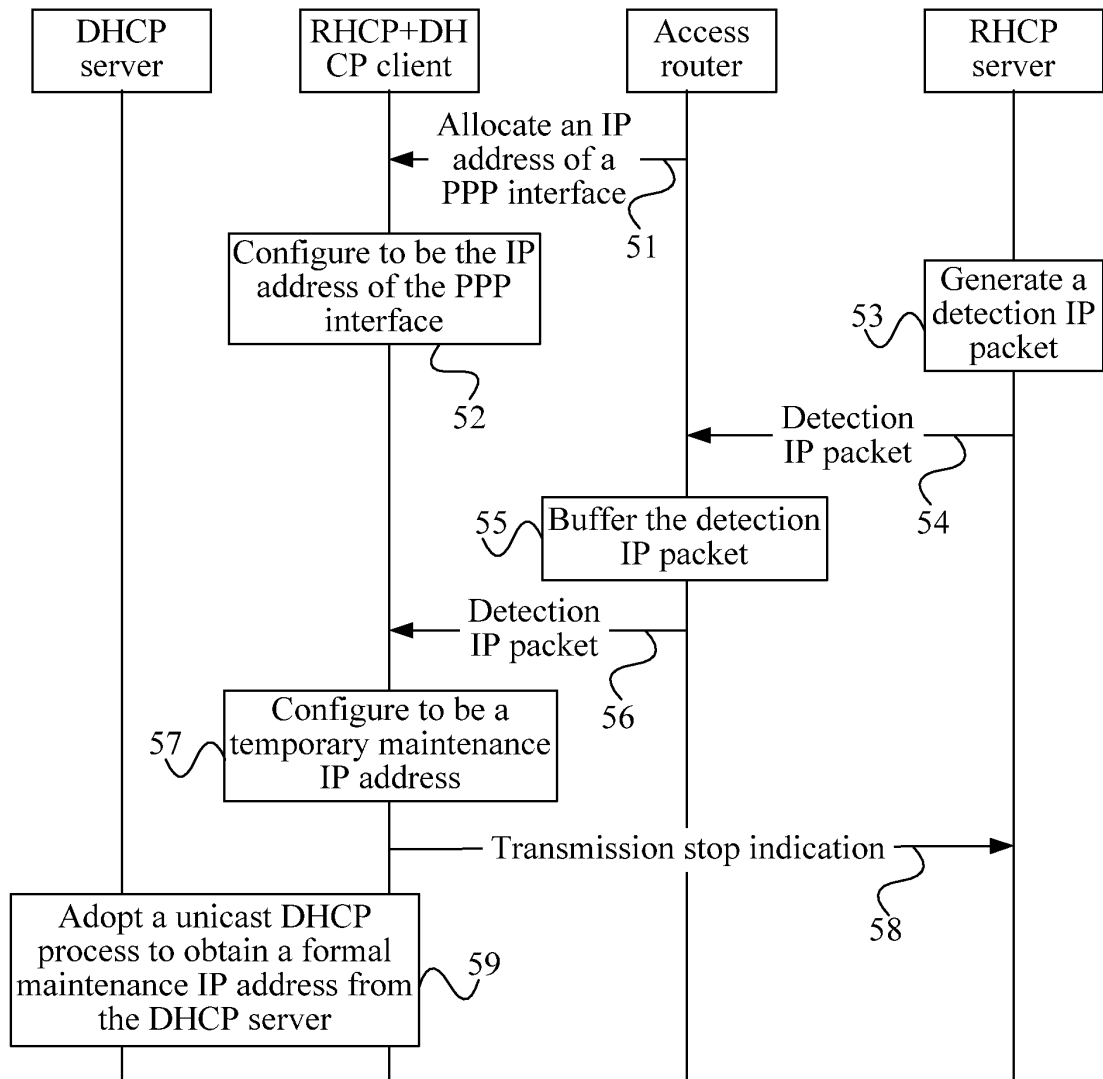 DHCP
server
RHCP+DH
CP client
Access
router
RHCP
server
Allocate an IP
address of a
PPP interface
51
Configure to be the IP
address of the PPP
interface
52
53
Generate a
detection IP
packet
Detection
IP packet
54
55
Buffer the detection
IP packet
Detection
IP packet
56
57
Configure to be a
temporary maintenance
IP address
Transmission stop indication
58
Adopt a unicast DHCP
process to obtain a formal
maintenance IP address from
the DHCP server
59